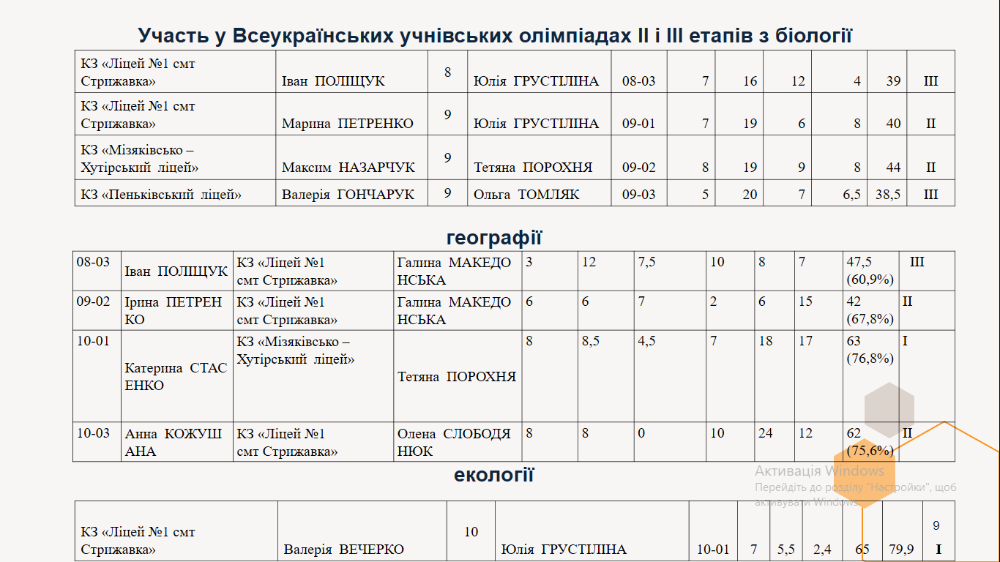 Участь у Всеукраїнських учнівських олімпіадах ІІ і ІІІ етапів з біології
КЗ «Ліцей №1 смт
Стрижавка»
Іван ПОЛІЩУК
8
Юлія ГРУСТІЛІНА
08-03
7
16
12
4
39
ІІІ
КЗ «Ліцей №1 смт
Стрижавка»
Марина ПЕТРЕНКО
9
Юлія ГРУСТІЛІНА
09-01
7
19
6
8
40
ІІ
КЗ «Мізяківсько –
Хутірський ліцей»
Максим НАЗАРЧУК
9
Тетяна ПОРОХНЯ
09-02
8
19
9
8
44
ІІ
КЗ «Пеньківський ліцей»
Валерія ГОНЧАРУК
9
Ольга ТОМЛЯК
09-03
5
20
7
6,5
38,5
ІІІ
географії
08-03
Іван ПОЛІЩУК
КЗ «Ліцей №1
смт Стрижавка»
Галина МАКЕДО
НСЬКА
3
12
7,5
10
8
7
47,5
(60,9%)
ІІІ
09-02
Ірина ПЕТРЕН
КО
КЗ «Ліцей №1
смт Стрижавка»
Галина МАКЕДО
НСЬКА
6
6
7
2
6
15
42
(67,8%)
ІІ
10-01
Катерина СТАС
ЕНКО
КЗ «Мізяківсько –
Хутірський ліцей»
Тетяна ПОРОХНЯ
8
8,5
4,5
7
18
17
63
(76,8%)
І
10-03
Анна КОЖУШ
АНА
КЗ «Ліцей №1
смт Стрижавка»
Олена СЛОБОДЯ
НЮК
8
8
0
10
24
12
62
(75,6%)
ІІ
екології
Активація Windows
Перейдіть до розділу "Настройки", щоб
активувати Windows.
КЗ «Ліцей №1 смт
Стрижавка»
Валерія ВЕЧЕРКО
10
Юлія ГРУСТІЛІНА
10-01
7
5,5
2,4
65
79,9
9
І